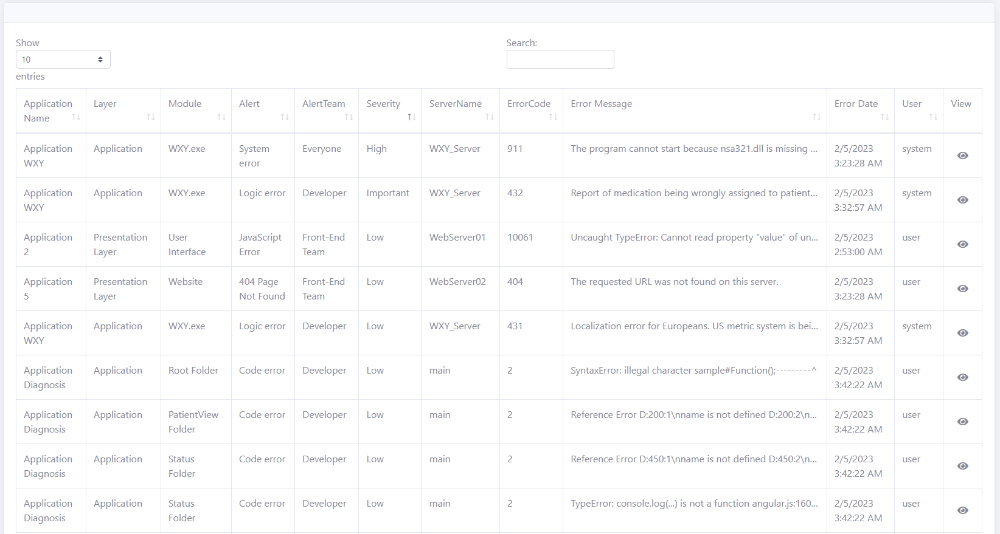 Show
10
entries
Search:
Application Name Layer Module Alert AlertTeam Severity ServerName ErrorCode Error Message Error Date User View
Application WXY Application WXY.exe System error Everyone High WXY_Server 911 The program cannot start because nsa321.dll is missing ... 2/5/2023 3:23:28 AM system
Application WXY Application WXY.exe Logic error Developer Important WXY_Server 432 Report of medication being wrongly assigned to patient... 2/5/2023 3:32:57 AM system
Application 2 Presentation Layer User Interface JavaScript Error Front-End Team Low WebServer01 10061 Uncaught TypeError: Cannot read property "value" of un... 2/5/2023 2:53:00 AM user
Application 5 Presentation Layer Website 404 Page Not Found Front-End Team Low WebServer02 404 The requested URL was not found on this server. 2/5/2023 3:23:28 AM user
Application WXY Application WXY.exe Logic error Developer Low WXY_Server 431 Localization error for Europeans. US metric system is bei... 2/5/2023 3:32:57 AM system
Application Diagnosis Application Root Folder Code error Developer Low main 2 SyntaxError: illegal character sample#Function();---------^ 2/5/2023 3:42:22 AM user
Application Diagnosis Application PatientView Folder Code error Developer Low main 2 Reference Error D:200:1\nname is not defined D:200:2\n... 2/5/2023 3:42:22 AM user
Application Diagnosis Application Status Folder Code error Developer Low main 2 Reference Error D:450:1\nname is not defined D:450:2\n... 2/5/2023 3:42:22 AM user
Application Diagnosis Application Status Folder Code error Developer Low main 2 TypeError: console.log(...) is not a function angular.js:160... 2/5/2023 3:42:22 AM user